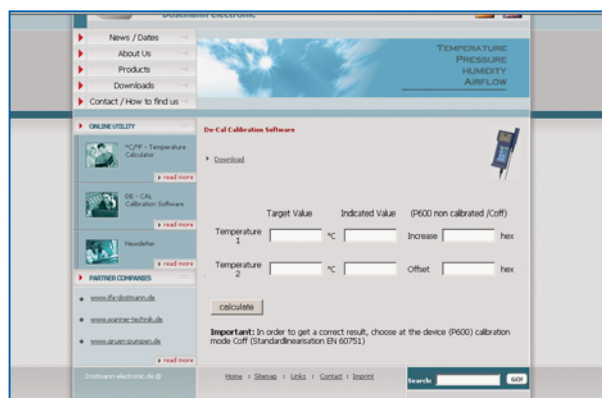 Dostmann electronic
News / Dates
About Us
Products
Downloads
Contact / How to find us
TEMPERATURE
PRESSURE
HUMIDITY
AIRFLOW
ONLINE UTILITY
°C/°F - Temperature
Calculator
read more
DE - CAL
Calibration Software
read more
Newsletter
read more
PARTNER COMPANIES
www.tfa-dostmann.de
www.wanner-technik.de
www.gruen-pumpen.de
read more
De-Cal Calibration Software
Download
Target Value Indicated Value (P600 non calibrated /Coff)
Temperature
1 °C Increase hex
Temperature
2 °C Offset hex
calculate
Important: In order to get a correct result, choose at the device (P600) calibration
mode Coff (Standardlinearisation EN 60751)
Dostmann-electronic.de © Home Sitemap Links Contact Imprint Search: GO!